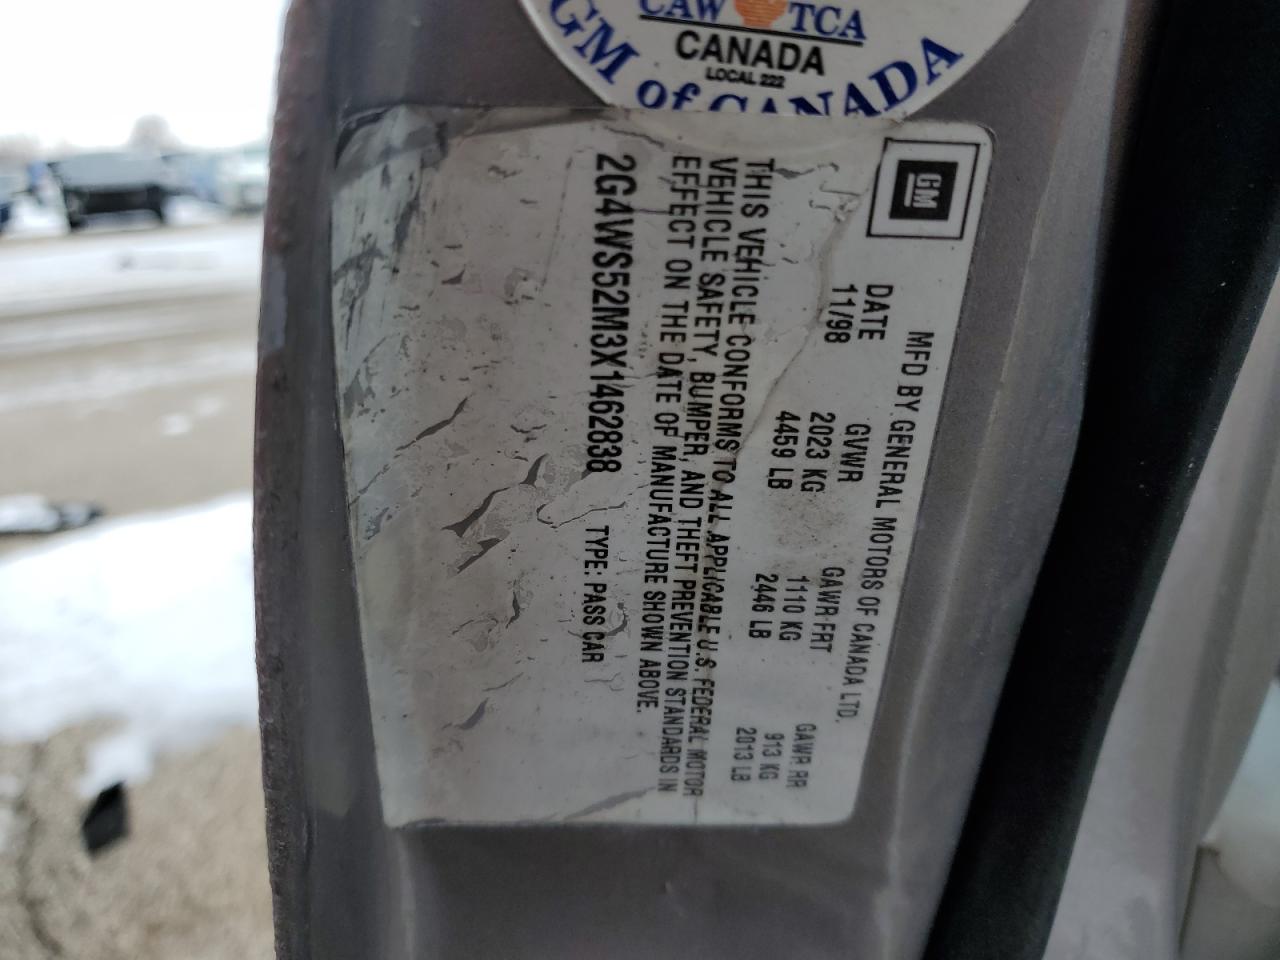 CAW TCA
CANADA
LOCAL 222
GM of CANADA
GM
MFD BY GENERAL MOTORS OF CANADA LTD.
DATE GVWR GAWR FRT GAWR RR
11/98 2023 KG 1110 KG 913 KG
4459 LB 2446 LB 2013 LB
THIS VEHICLE CONFORMS TO ALL APPLICABLE U.S. FEDERAL MOTOR
VEHICLE SAFETY, BUMPER, AND THEFT PREVENTION STANDARDS IN
EFFECT ON THE DATE OF MANUFACTURE SHOWN ABOVE.
2G4WS52M3X1462838 TYPE: PASS CAR